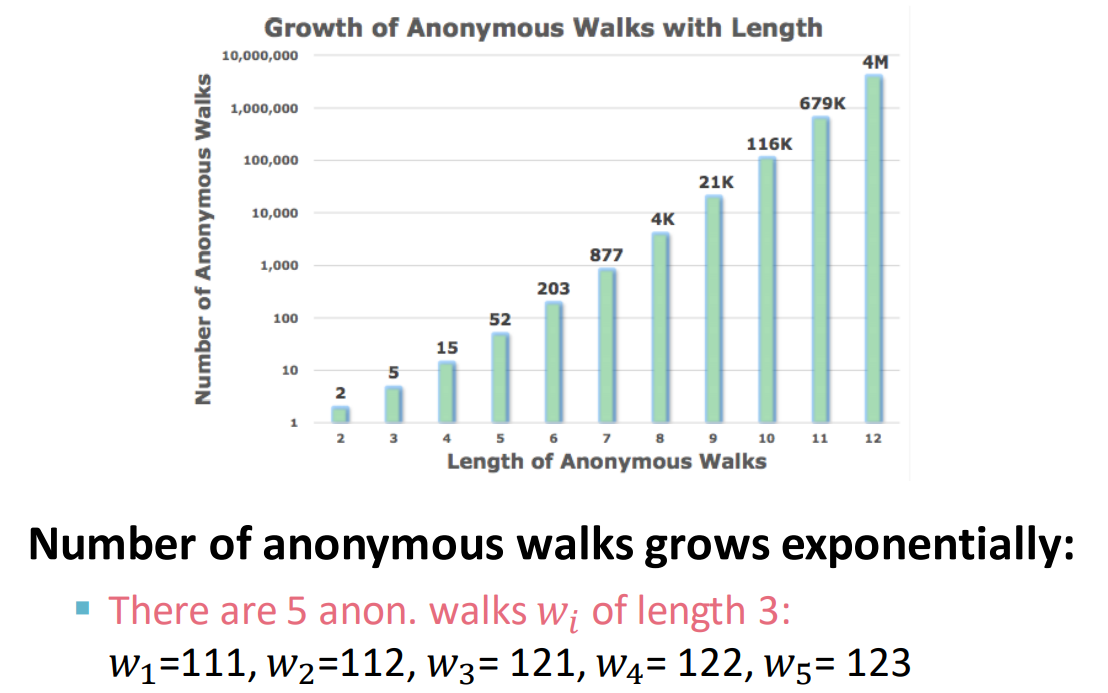 Growth of Anonymous Walks with Length
Number of Anonymous Walks
10,000,000
1,000,000
100,000
10,000
1,000
100
10
1
2
5
15
52
203
877
4K
21K
116K
679K
4M
2 3 4 5 6 7 8 9 10 11 12
Length of Anonymous Walks
Number of anonymous walks grows exponentially:
▪ There are 5 anon. walks 𝑤ᵢ of length 3:
𝑤₁=111, 𝑤₂=112, 𝑤₃= 121, 𝑤₄= 122, 𝑤₅= 123